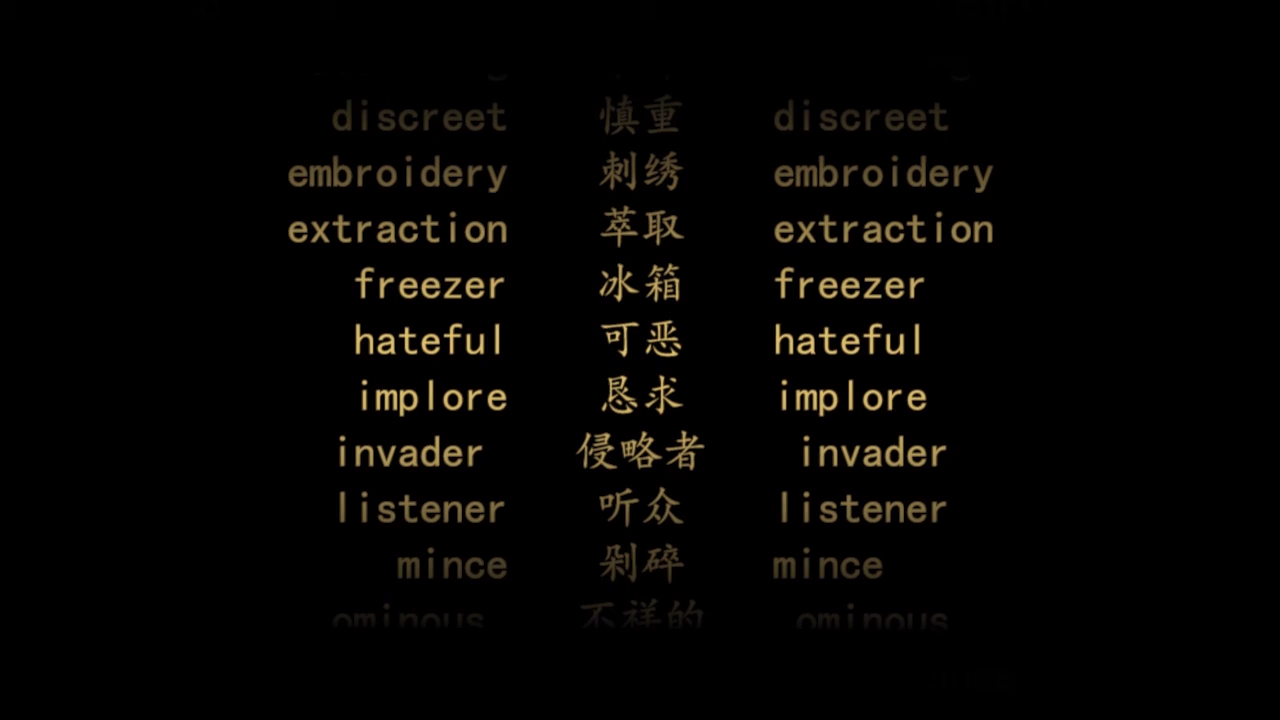 discreet 慎重 discreet
embroidery 刺绣 embroidery
extraction 萃取 extraction
freezer 冰箱 freezer
hateful 可恶 hateful
implore 恳求 implore
invader 侵略者 invader
listener 听众 listener
mince 剁碎 mince
ominous 不祥的 ominous